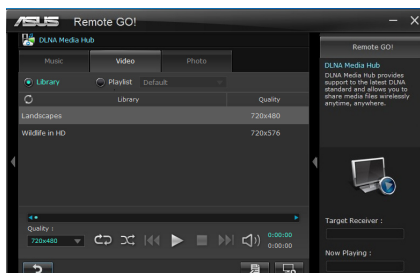 ASUS Remote GO!
DLNA Media Hub
Music Video Photo
Library Playlist Default
Library Quality
Landscapes 720x480
Wildlife in HD 720x576
Quality :
720x480
0:00:00
0:00:00
Remote GO!
DLNA Media Hub
DLNA Media Hub provides
support to the latest DLNA
standard and allows you to
share media files wirelessly
anytime, anywhere.
Target Receiver :
Now Playing :